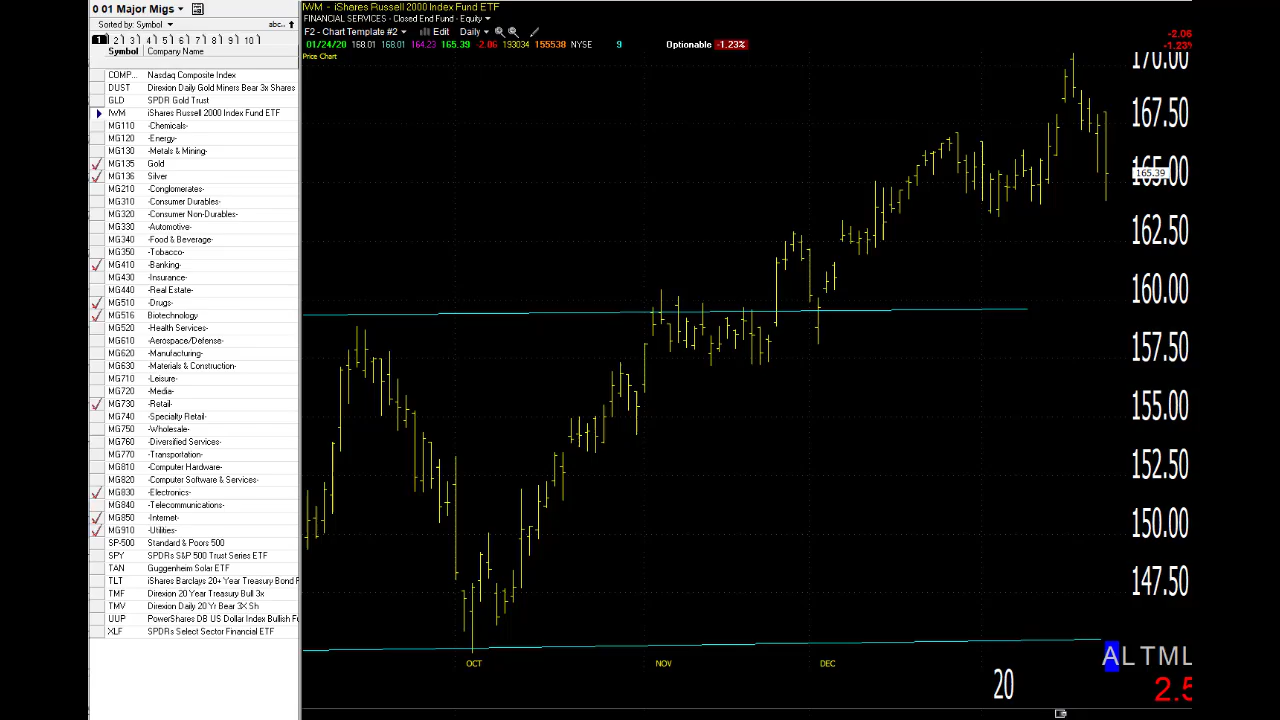 0 01 Major Migs
Sorted by: Symbol abc..
1 2 3 4 5 6 7 8 9 10
Symbol Company Name
COMP... Nasdaq Composite Index
DUST Direxion Daily Gold Miners Bear 3x Shares
GLD SPDR Gold Trust
IWM iShares Russell 2000 Index Fund ETF
MG110 -Chemicals-
MG120 -Energy-
MG130 -Metals & Mining-
MG135 Gold
MG136 Silver
MG210 -Conglomerates-
MG310 -Consumer Durables-
MG320 -Consumer Non-Durables-
MG330 -Automotive-
MG340 -Food & Beverage-
MG350 -Tobacco-
MG410 -Banking-
MG430 -Insurance-
MG440 -Real Estate-
MG510 -Drugs-
MG516 Biotechnology
MG520 -Health Services-
MG610 -Aerospace/Defense-
MG620 -Manufacturing-
MG630 -Materials & Construction-
MG710 -Leisure-
MG720 -Media-
MG730 -Retail-
MG740 -Specialty Retail-
MG750 -Wholesale-
MG760 -Diversified Services-
MG770 -Transportation-
MG810 -Computer Hardware-
MG820 -Computer Software & Services-
MG830 -Electronics-
MG840 -Telecommunications-
MG850 -Internet-
MG910 -Utilities-
SP-500 Standard & Poors 500
SPY SPDRs S&P 500 Trust Series ETF
TAN Guggenheim Solar ETF
TLT iShares Barclays 20+ Year Treasury Bond F
TMF Direxion 20 Year Treasury Bull 3x
TMV Direxion Daily 20 Yr Bear 3X Sh
UUP PowerShares DB US Dollar Index Bullish Fu
XLF SPDRs Select Sector Financial ETF
IWM - iShares Russell 2000 Index Fund ETF
FINANCIAL SERVICES - Closed End Fund - Equity
F2 - Chart Template #2 Edit Daily
01/24/20 168.01 168.01 164.23 165.39 -2.06 193034 155538 NYSE 9 Optionable -1.23%
-2.06
-1.23%
Price Chart
170.00
167.50
165.00
165.39
162.50
160.00
157.50
155.00
152.50
150.00
147.50
OCT NOV DEC
20
ALTML
2.5